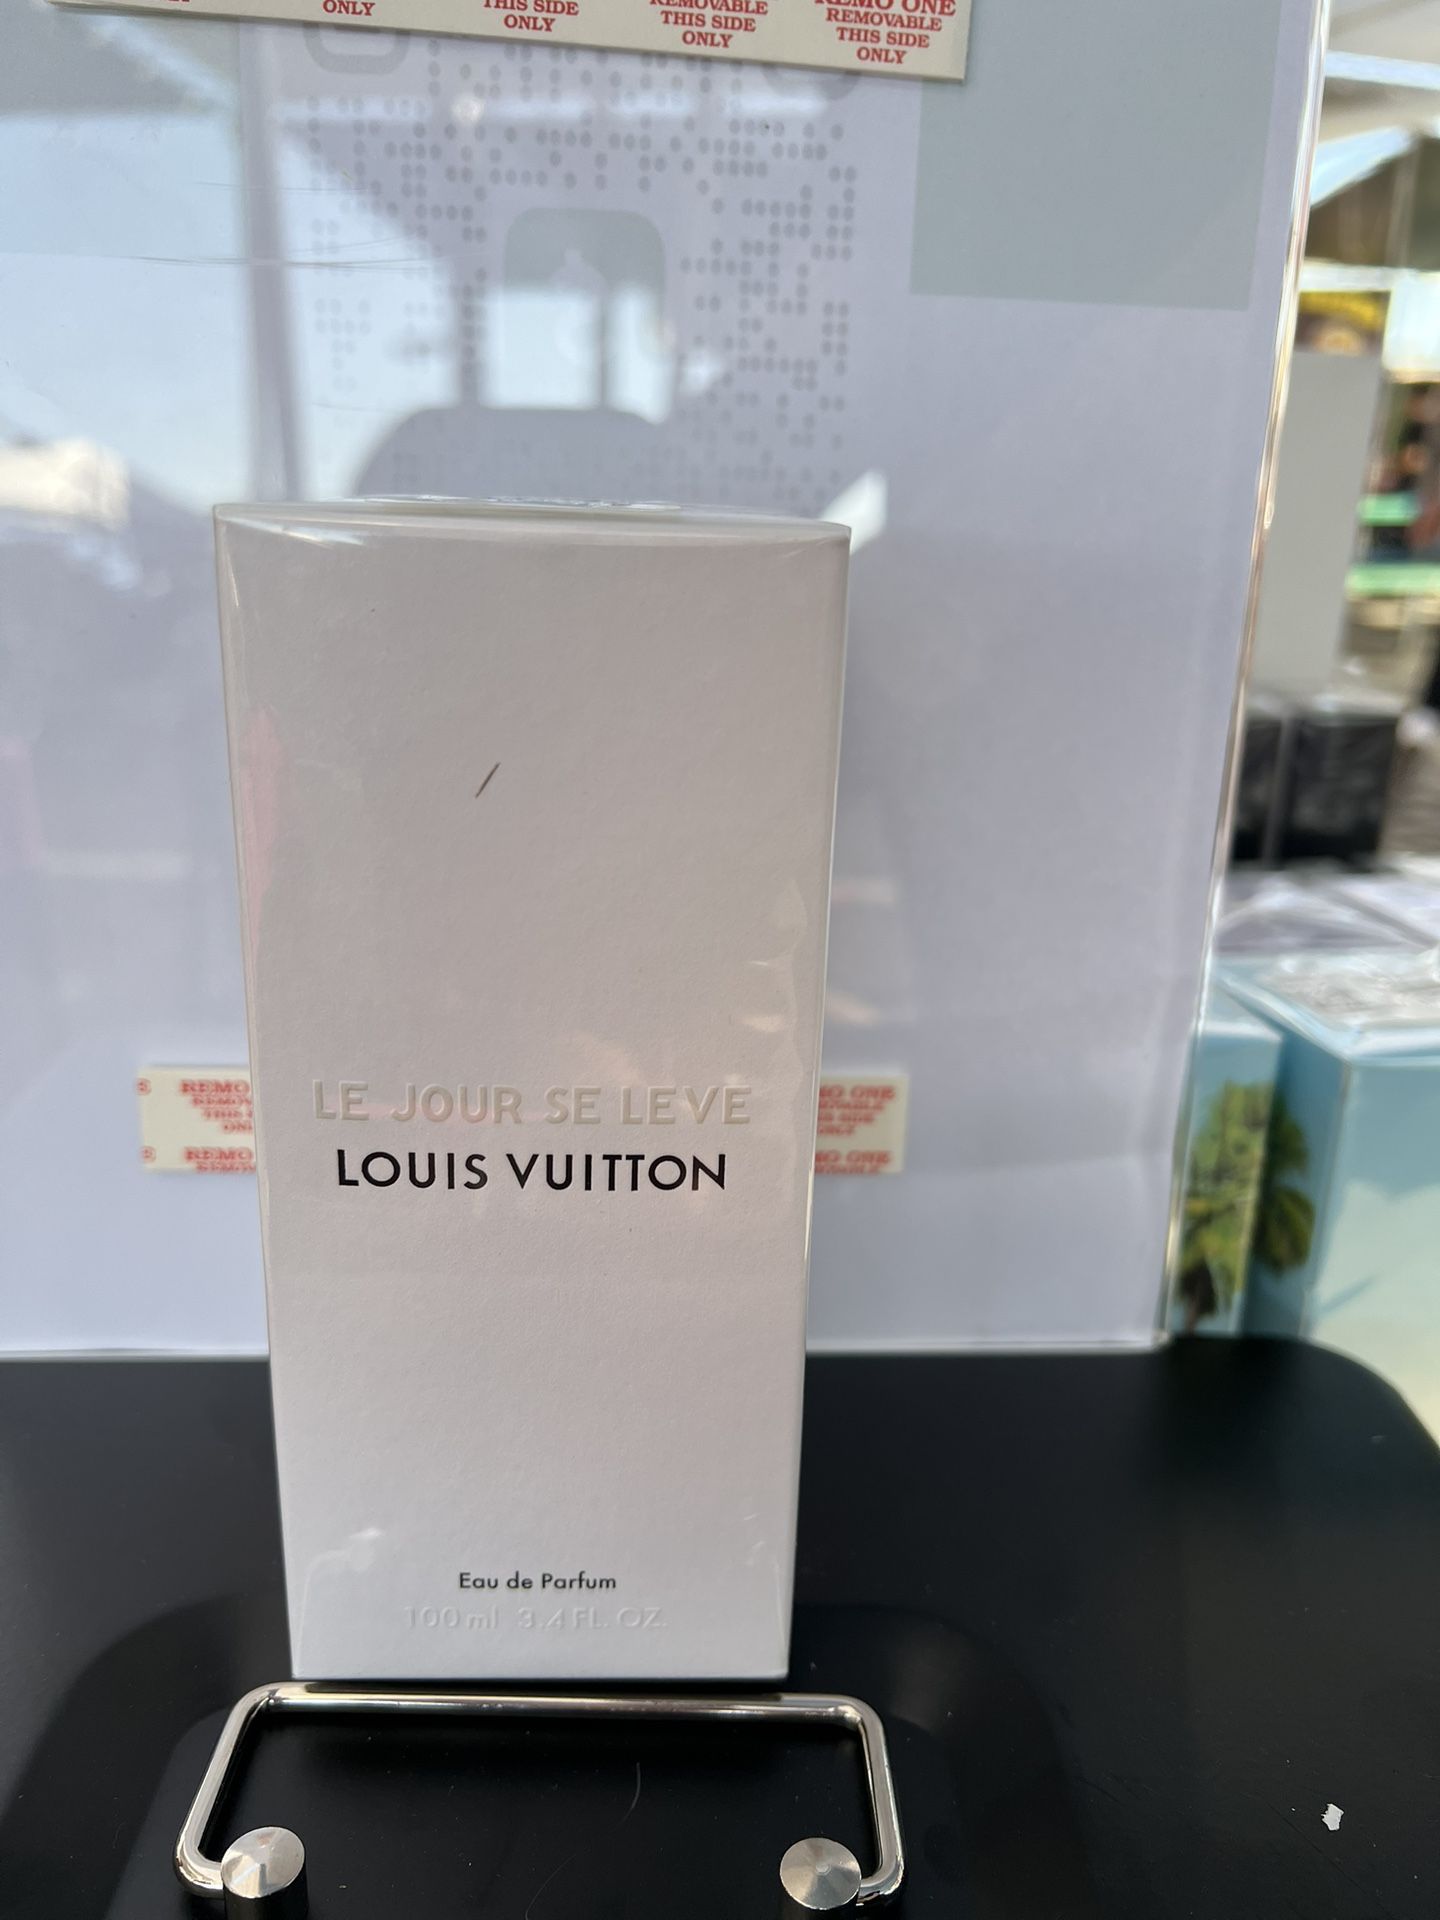 ONLY
THIS SIDE
ONLY
REMOVABLE
THIS SIDE
ONLY
REMO ONE
REMOVABLE
THIS SIDE
ONLY
LE JOUR SE LEVE
LOUIS VUITTON
Eau de Parfum
100 ml 3.4 FL. OZ.